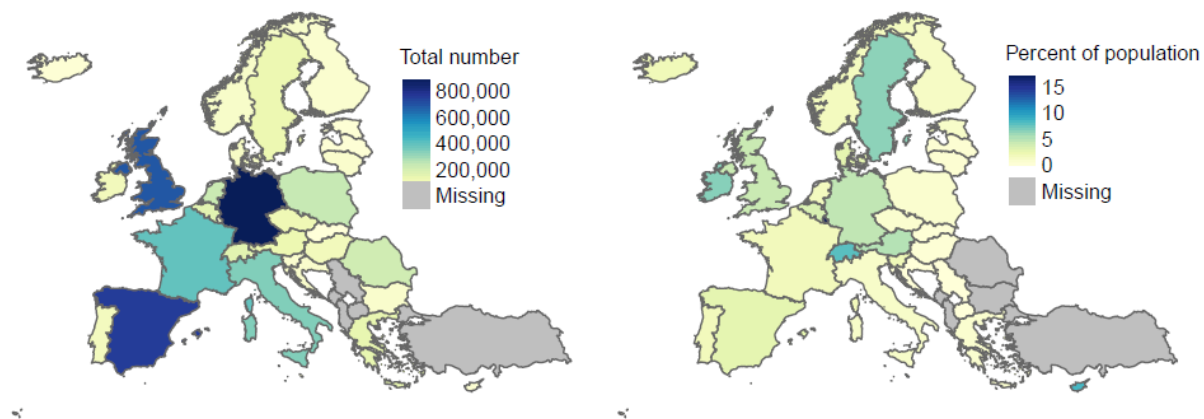 Total number
800,000
600,000
400,000
200,000
Missing
Percent of population
15
10
5
0
Missing